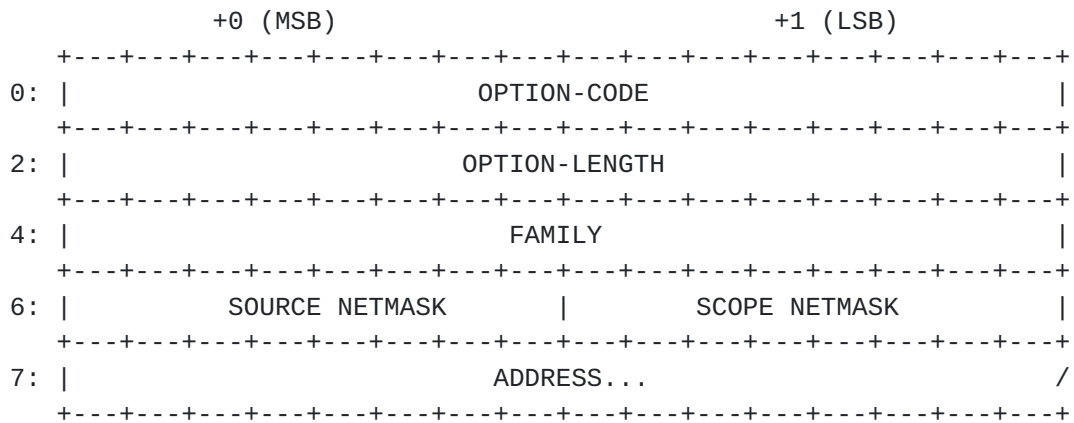 +0 (MSB) +1 (LSB)
+---+---+---+---+---+---+---+---+---+---+---+---+---+---+---+---+
0: | OPTION-CODE |
+---+---+---+---+---+---+---+---+---+---+---+---+---+---+---+---+
2: | OPTION-LENGTH |
+---+---+---+---+---+---+---+---+---+---+---+---+---+---+---+---+
4: | FAMILY |
+---+---+---+---+---+---+---+---+---+---+---+---+---+---+---+---+
6: | SOURCE NETMASK | SCOPE NETMASK |
+---+---+---+---+---+---+---+---+---+---+---+---+---+---+---+---+
7: | ADDRESS... /
+---+---+---+---+---+---+---+---+---+---+---+---+---+---+---+---+